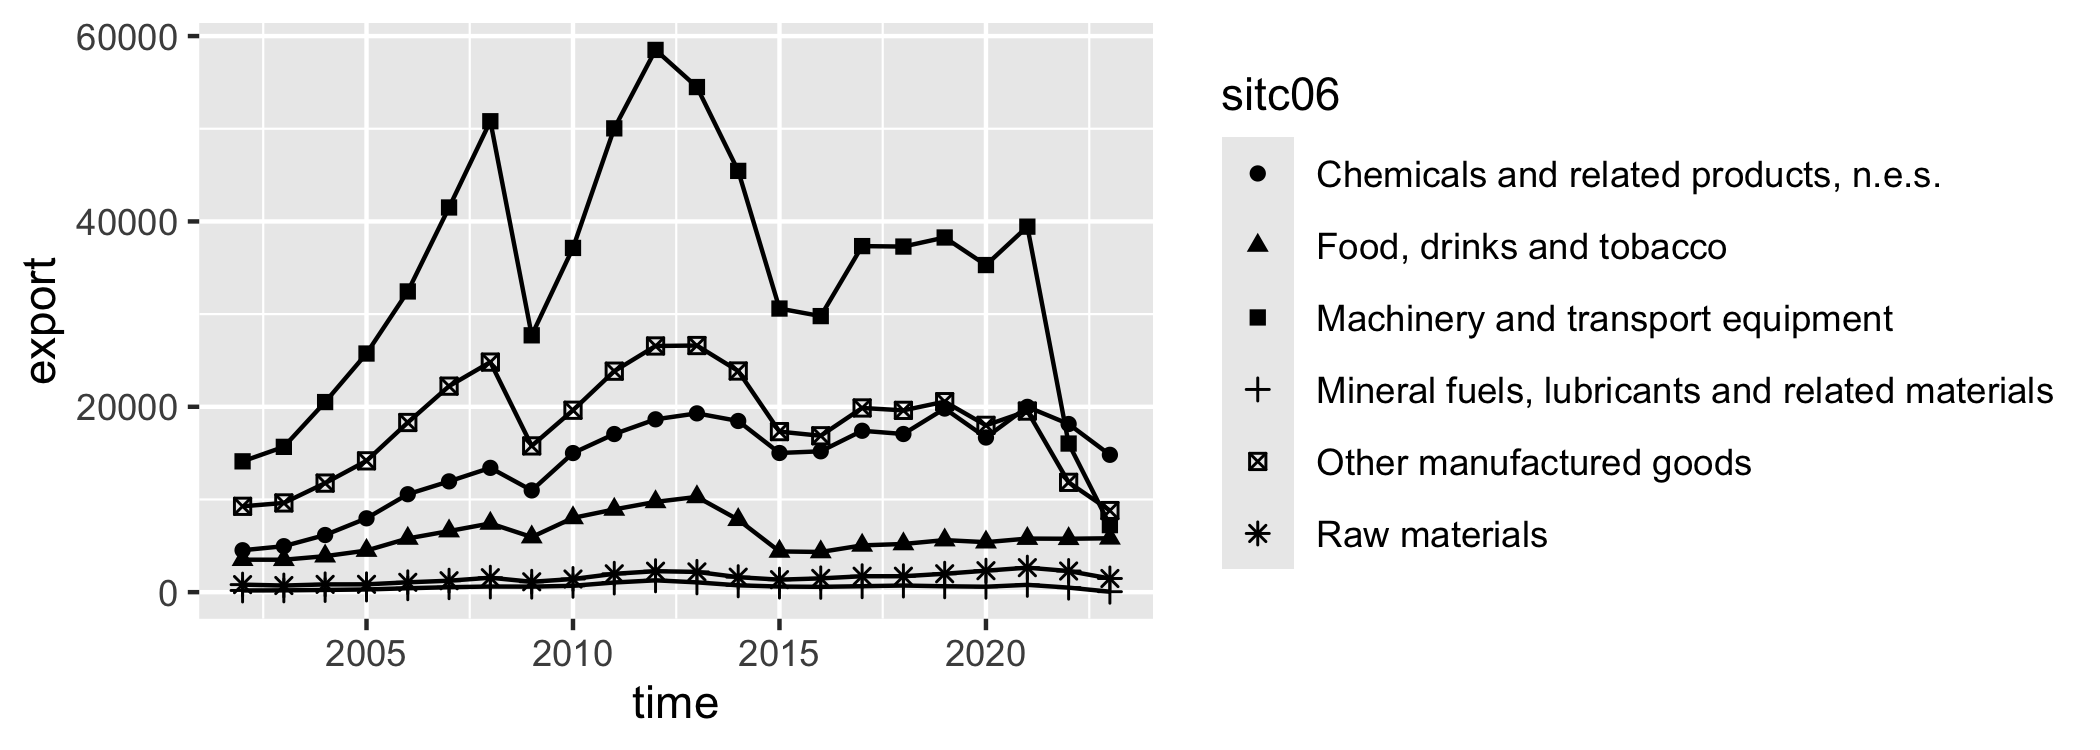 60000
40000
20000
0
export
2005 2010 2015 2020
time
sitc06
Chemicals and related products, n.e.s.
Food, drinks and tobacco
Machinery and transport equipment
Mineral fuels, lubricants and related materials
Other manufactured goods
Raw materials